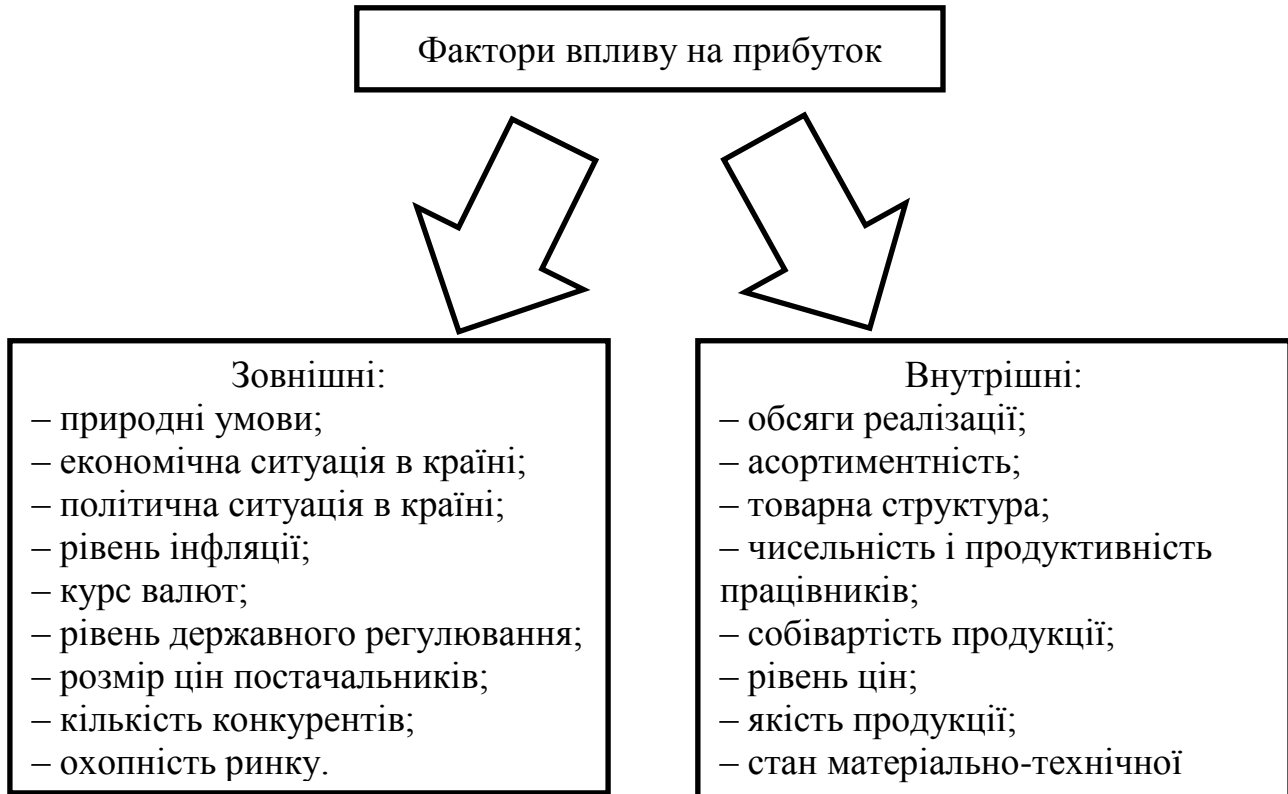 Фактори впливу на прибуток
Зовнішні:
– природні умови;
– економічна ситуація в країні;
– політична ситуація в країні;
– рівень інфляції;
– курс валют;
– рівень державного регулювання;
– розмір цін постачальників;
– кількість конкурентів;
– охопність ринку.
Внутрішні:
– обсяги реалізації;
– асортиментність;
– товарна структура;
– чисельність і продуктивність
працівників;
– собівартість продукції;
– рівень цін;
– якість продукції;
– стан матеріально-технічної